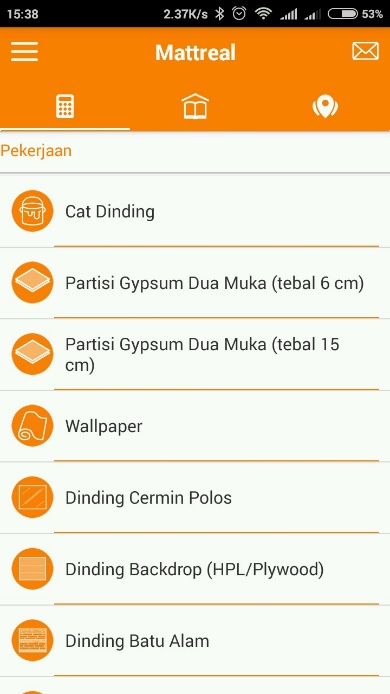 15:38 2.37K/s 53%
Mattreal
Pekerjaan
Cat Dinding
Partisi Gypsum Dua Muka (tebal 6 cm)
Partisi Gypsum Dua Muka (tebal 15
cm)
Wallpaper
Dinding Cermin Polos
Dinding Backdrop (HPL/Plywood)
Dinding Batu Alam